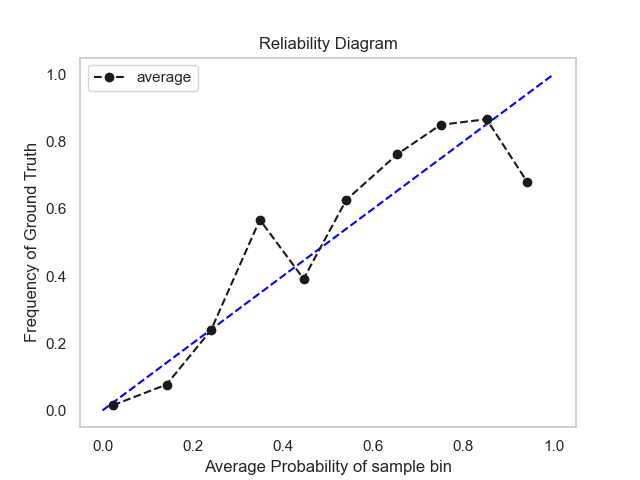 Reliability Diagram
average
1.0
0.8
0.6
0.4
0.2
0.0
Frequency of Ground Truth
0.0 0.2 0.4 0.6 0.8 1.0
Average Probability of sample bin